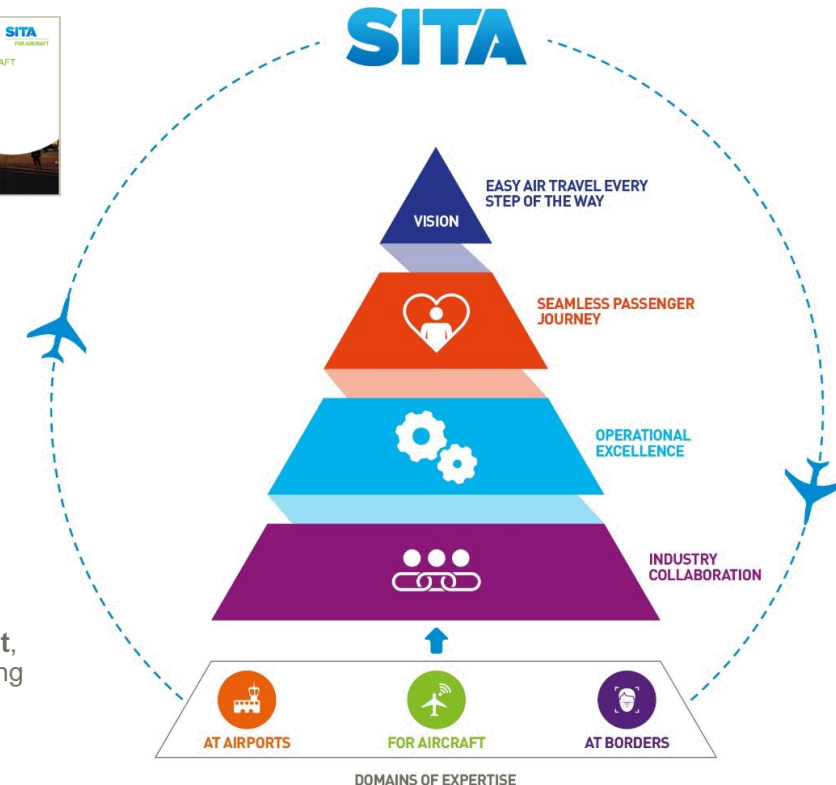 SITA
FOR AIRCRAFT
AFT
SITA
EASY AIR TRAVEL EVERY
STEP OF THE WAY
VISION
SEAMLESS PASSENGER
JOURNEY
OPERATIONAL
EXCELLENCE
INDUSTRY
COLLABORATION
t,
ng
AT AIRPORTS
FOR AIRCRAFT
AT BORDERS
DOMAINS OF EXPERTISE